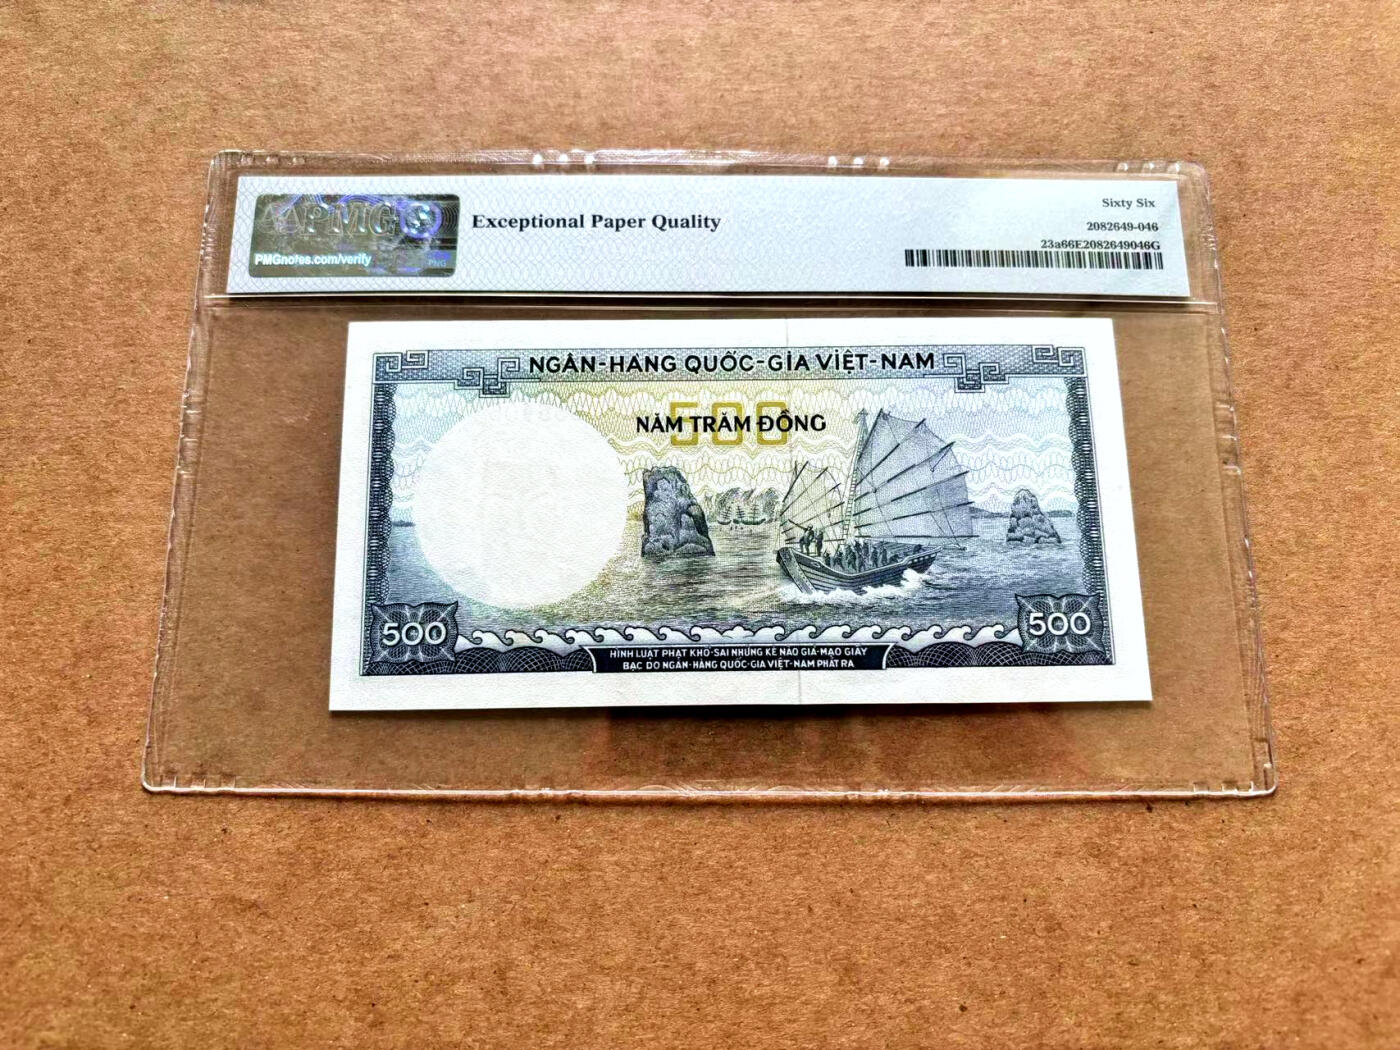 PMG
PMGnotes.com/verify
PNG
Exceptional Paper Quality
Sixty Six
2082649-046
23a66E2082649046G
NGÂN-HÀNG QUỐC-GIA VIỆT-NAM
500
NĂM TRĂM ĐỒNG
500
500
HÌNH LUẬT PHẠT KHỔ-SAI NHỮNG KẺ NÀO GIẢ-MẠO GIẤY
BẠC DO NGÂN-HÀNG QUỐC-GIA VIỆT-NAM PHÁT RA